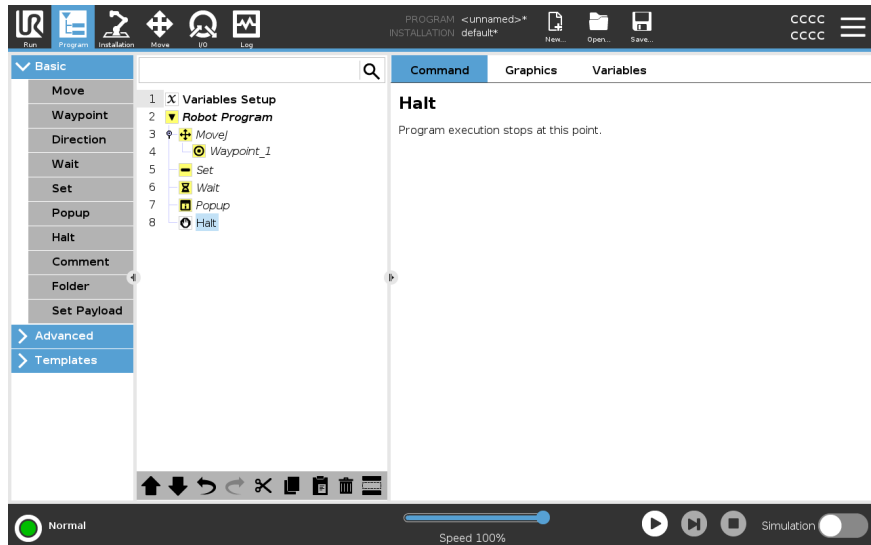 PROGRAM <unnamed>*
INSTALLATION default*
CCCC
CCCC
UR
Run
Program
Installation
Move
I/O
Log
New...
Open...
Save...
Basic
Move
Waypoint
Direction
Wait
Set
Popup
Halt
Comment
Folder
Set Payload
Advanced
Templates
1 X Variables Setup
2 Robot Program
3 MoveJ
4 Waypoint_1
5 Set
6 Wait
7 Popup
8 Halt
Command Graphics Variables
Halt
Program execution stops at this point.
Normal
Speed 100%
Simulation